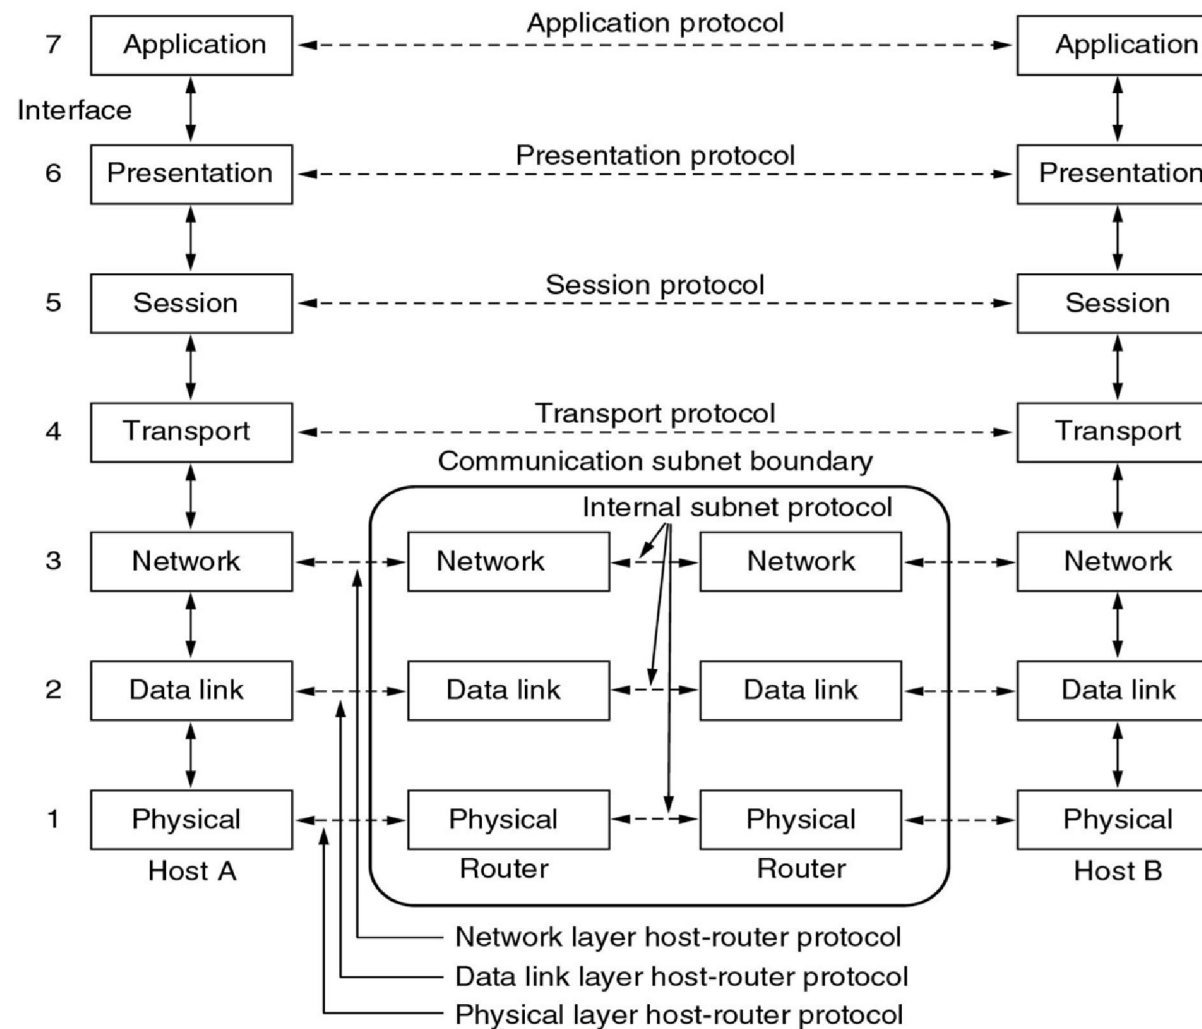 Application protocol
7 Application Application
Interface
Presentation protocol
6 Presentation Presentation
Session protocol
5 Session Session
Transport protocol
4 Transport Transport
Communication subnet boundary
Internal subnet protocol
3 Network Network Network Network
2 Data link Data link Data link Data link
1 Physical Physical Physical Physical
Host A Router Router Host B
Network layer host-router protocol
Data link layer host-router protocol
Physical layer host-router protocol